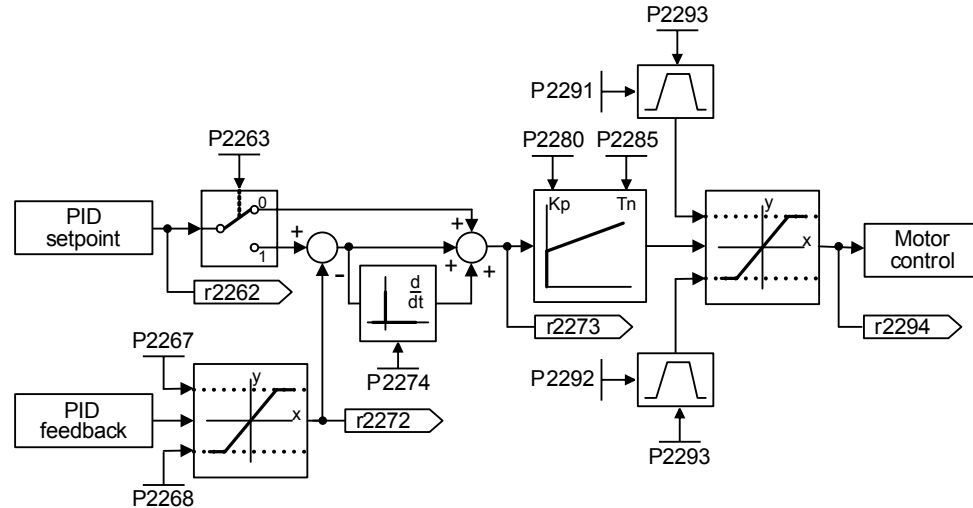 P2293
P2291
P2263
P2280
P2285
PID
setpoint
0
1
+
−
+
+
+
Kp
Tn
y
x
Motor
control
r2262
d
dt
r2273
r2294
P2267
P2274
P2292
PID
feedback
y
x
r2272
P2293
P2268